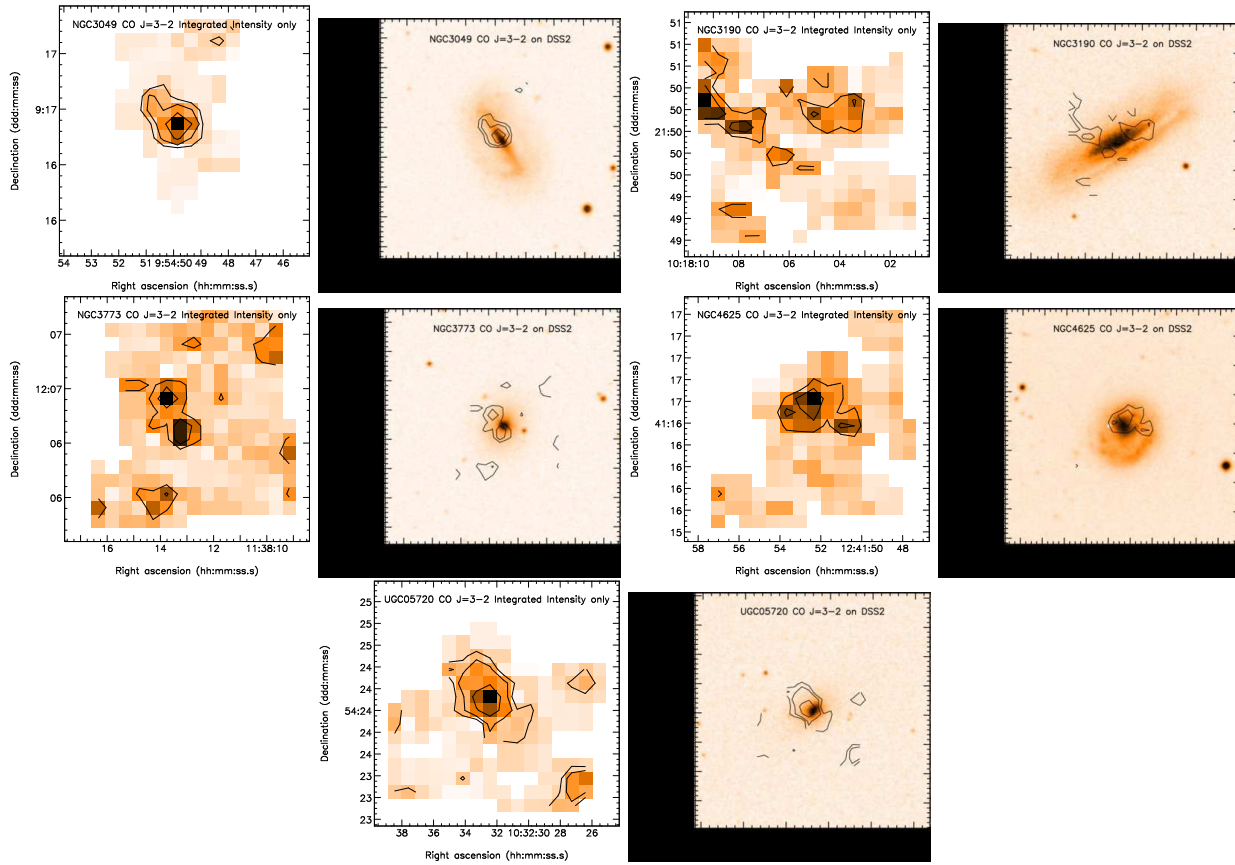 NGC3049 CO J=3-2 Integrated Intensity only
17
9:17
16
16
Declination (ddd:mm:ss)
54 53 52 51 9:54:50 49 48 47 46 45
Right ascension (hh:mm:ss.s)
NGC3049 CO J=3-2 on DSS2
NGC3190 CO J=3-2 Integrated Intensity only
51
51
50
50
21:50
50
50
49
49
Declination (ddd:mm:ss)
10:18:10 08 06 04 02
Right ascension (hh:mm:ss.s)
NGC3190 CO J=3-2 on DSS2
NGC3773 CO J=3-2 Integrated Intensity only
07
12:07
06
06
Declination (ddd:mm:ss)
16 14 12 11:38:10
Right ascension (hh:mm:ss.s)
NGC3773 CO J=3-2 on DSS2
NGC4625 CO J=3-2 Integrated Intensity only
17
17
17
17
41:16
16
16
16
15
Declination (ddd:mm:ss)
58 56 54 52 12:41:50 48
Right ascension (hh:mm:ss.s)
NGC4625 CO J=3-2 on DSS2
UGC05720 CO J=3-2 Integrated Intensity only
25
25
24
24
54:24
24
23
23
23
Declination (ddd:mm:ss)
38 36 34 32 10:32:30 28 26
Right ascension (hh:mm:ss.s)
UGC05720 CO J=3-2 on DSS2